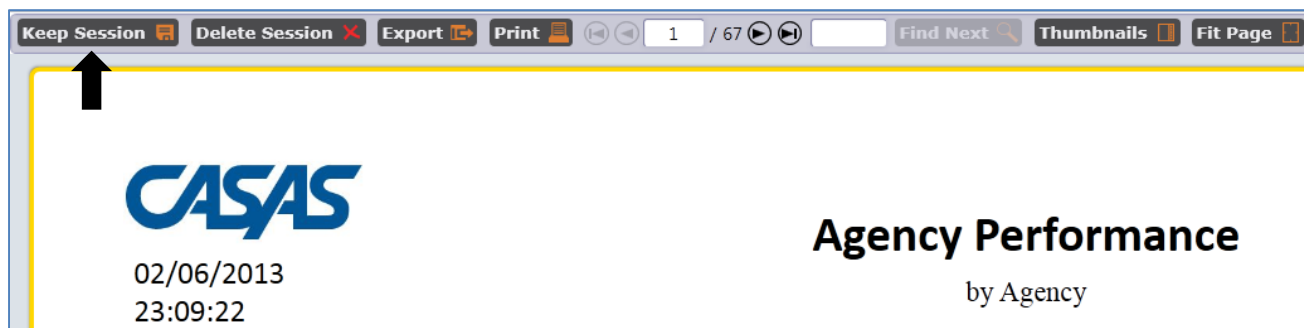 Keep Session Delete Session Export Print 1 / 67 Find Next Thumbnails Fit Page
CASAS
Agency Performance
02/06/2013
by Agency
23:09:22